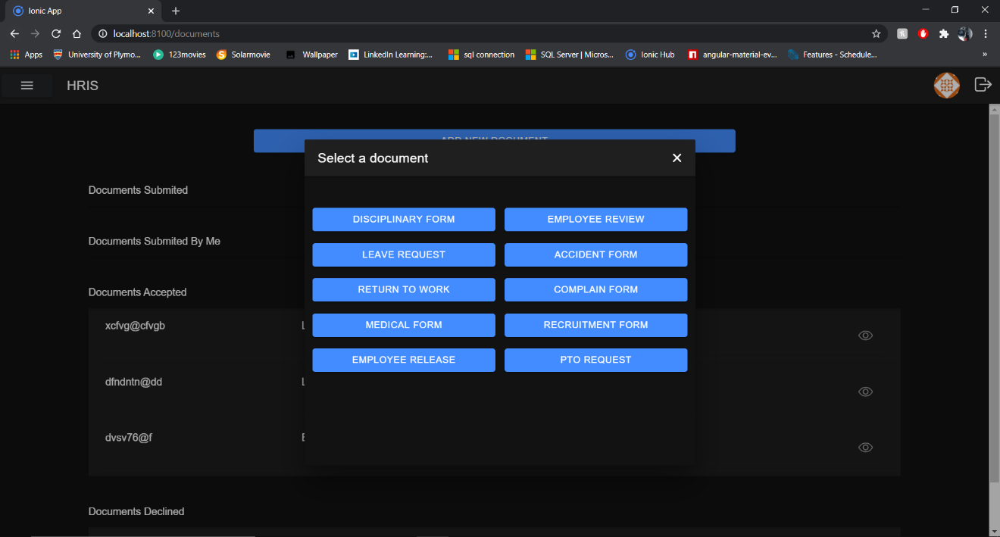 Ionic App
localhost:8100/documents
Apps
University of Plymo...
123movies
Solarmovie
Wallpaper
LinkedIn Learning:...
sql connection
SQL Server | Micros...
Ionic Hub
angular-material-ev...
Features - Schedule...
»
HRIS
ADD NEW DOCUMENT
Select a document
Documents Submited
DISCIPLINARY FORM
EMPLOYEE REVIEW
Documents Submited By Me
LEAVE REQUEST
ACCIDENT FORM
Documents Accepted
RETURN TO WORK
COMPLAIN FORM
xcfvg@cfvgb
MEDICAL FORM
RECRUITMENT FORM
EMPLOYEE RELEASE
PTO REQUEST
dfndntn@dd
dvsv76@f
Documents Declined